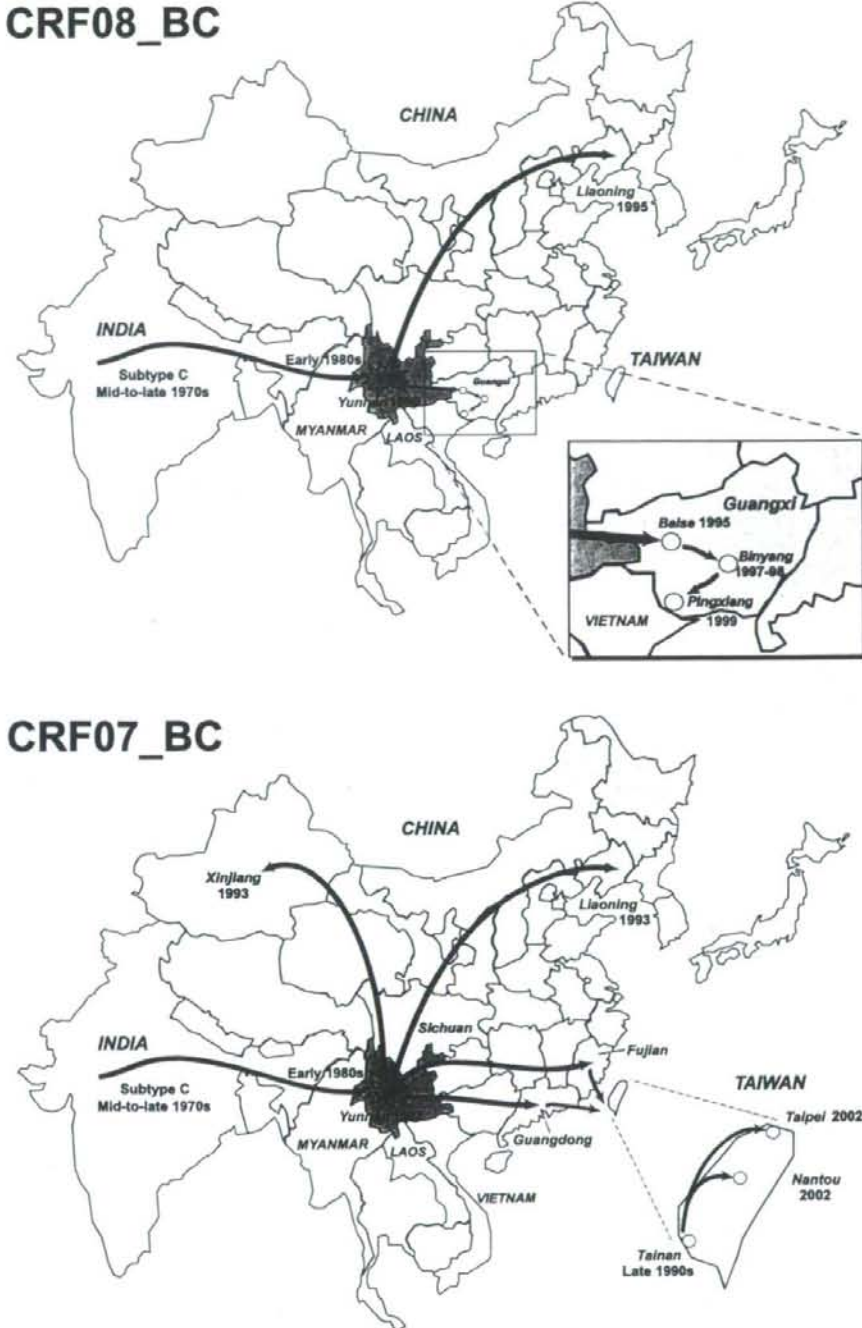 CRF08_BC
CHINA
Liaoning
1995
INDIA
TAIWAN
Early 1980s
Subtype C
Mid-to-late 1970s
Guangxi
MYANMAR
LAOS
Guangxi
Baise 1995
Binyang
1997-98
Pingxiang
1999
VIETNAM
CRF07_BC
CHINA
Xinjiang
1993
Liaoning
1993
Sichuan
INDIA
Fujian
Early 1980s
Subtype C
Mid-to-late 1970s
TAIWAN
Taipei 2002
Guangdong
MYANMAR
LAOS
VIETNAM
Nantou
2002
Tainan
Late 1990s